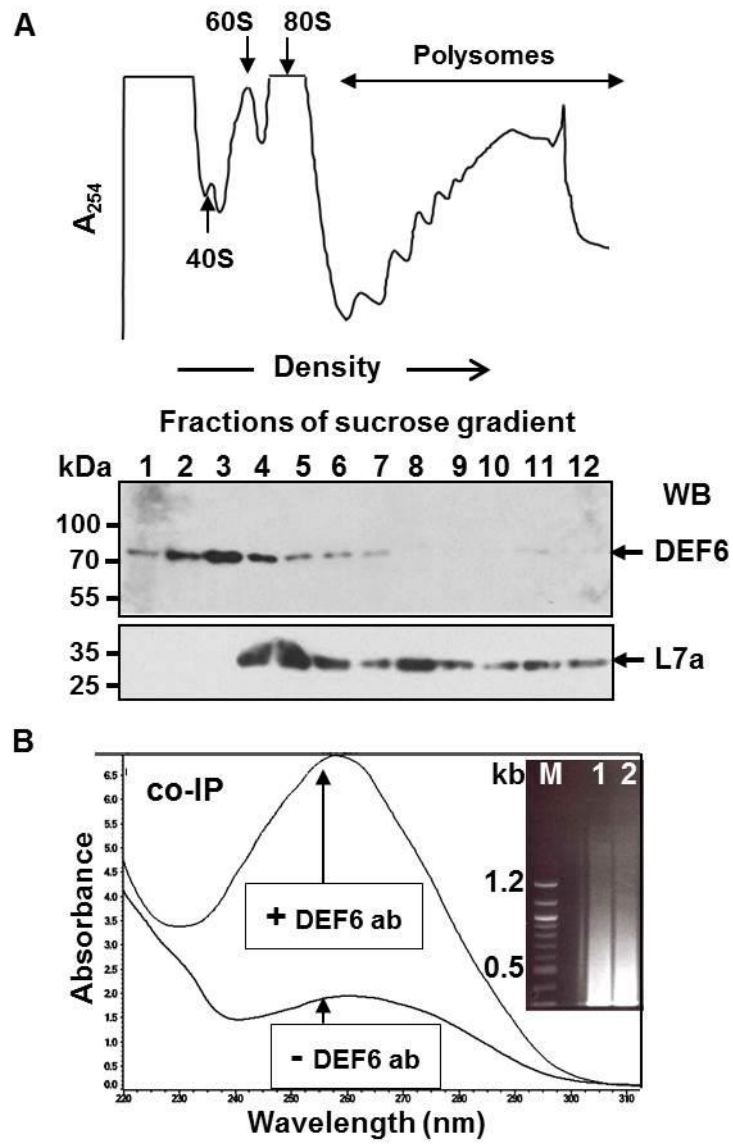 A
60S 80S
Polysomes
A254
40S
Density
Fractions of sucrose gradient
kDa 1 2 3 4 5 6 7 8 9 10 11 12
WB
100
70
55
DEF6
35
25
L7a
B
co-IP
kb M 1 2
1.2
0.5
+ DEF6 ab
- DEF6 ab
Absorbance
6.5
6.0
5.5
5.0
4.5
4.0
3.5
3.0
2.5
2.0
1.5
1.0
0.5
0.0
220 230 240 250 260 270 280 290 300 310
Wavelength (nm)